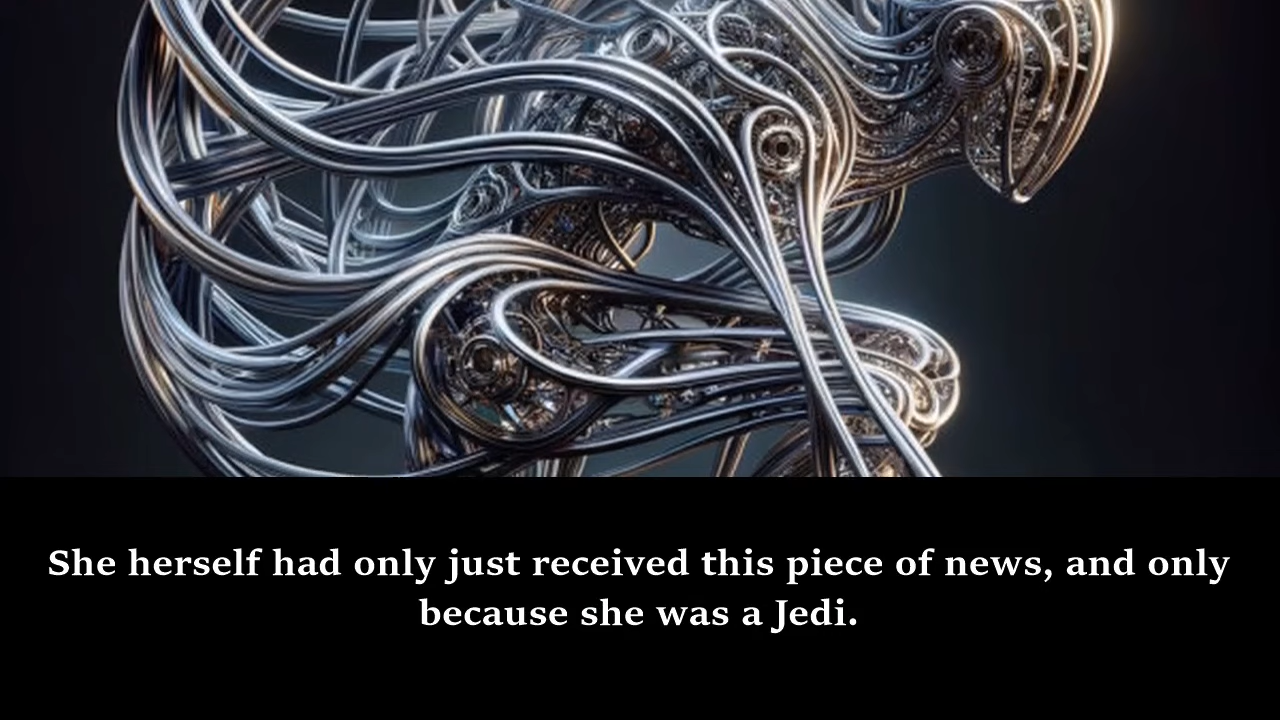 She herself had only just received this piece of news, and only
because she was a Jedi.